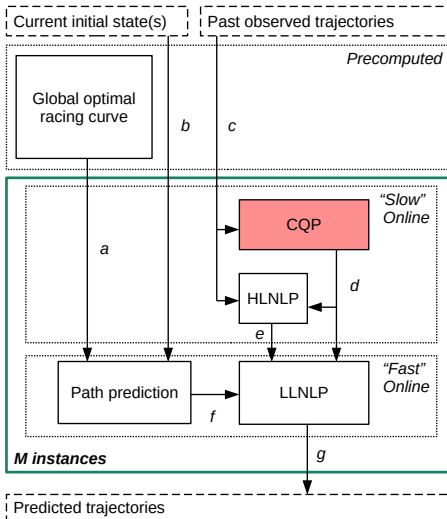 Current initial state(s)
Past observed trajectories
Precomputed
Global optimal
racing curve
b
c
"Slow"
Online
CQP
a
d
HLNLP
e
"Fast"
Online
Path prediction
LLNLP
f
g
M instances
Predicted trajectories